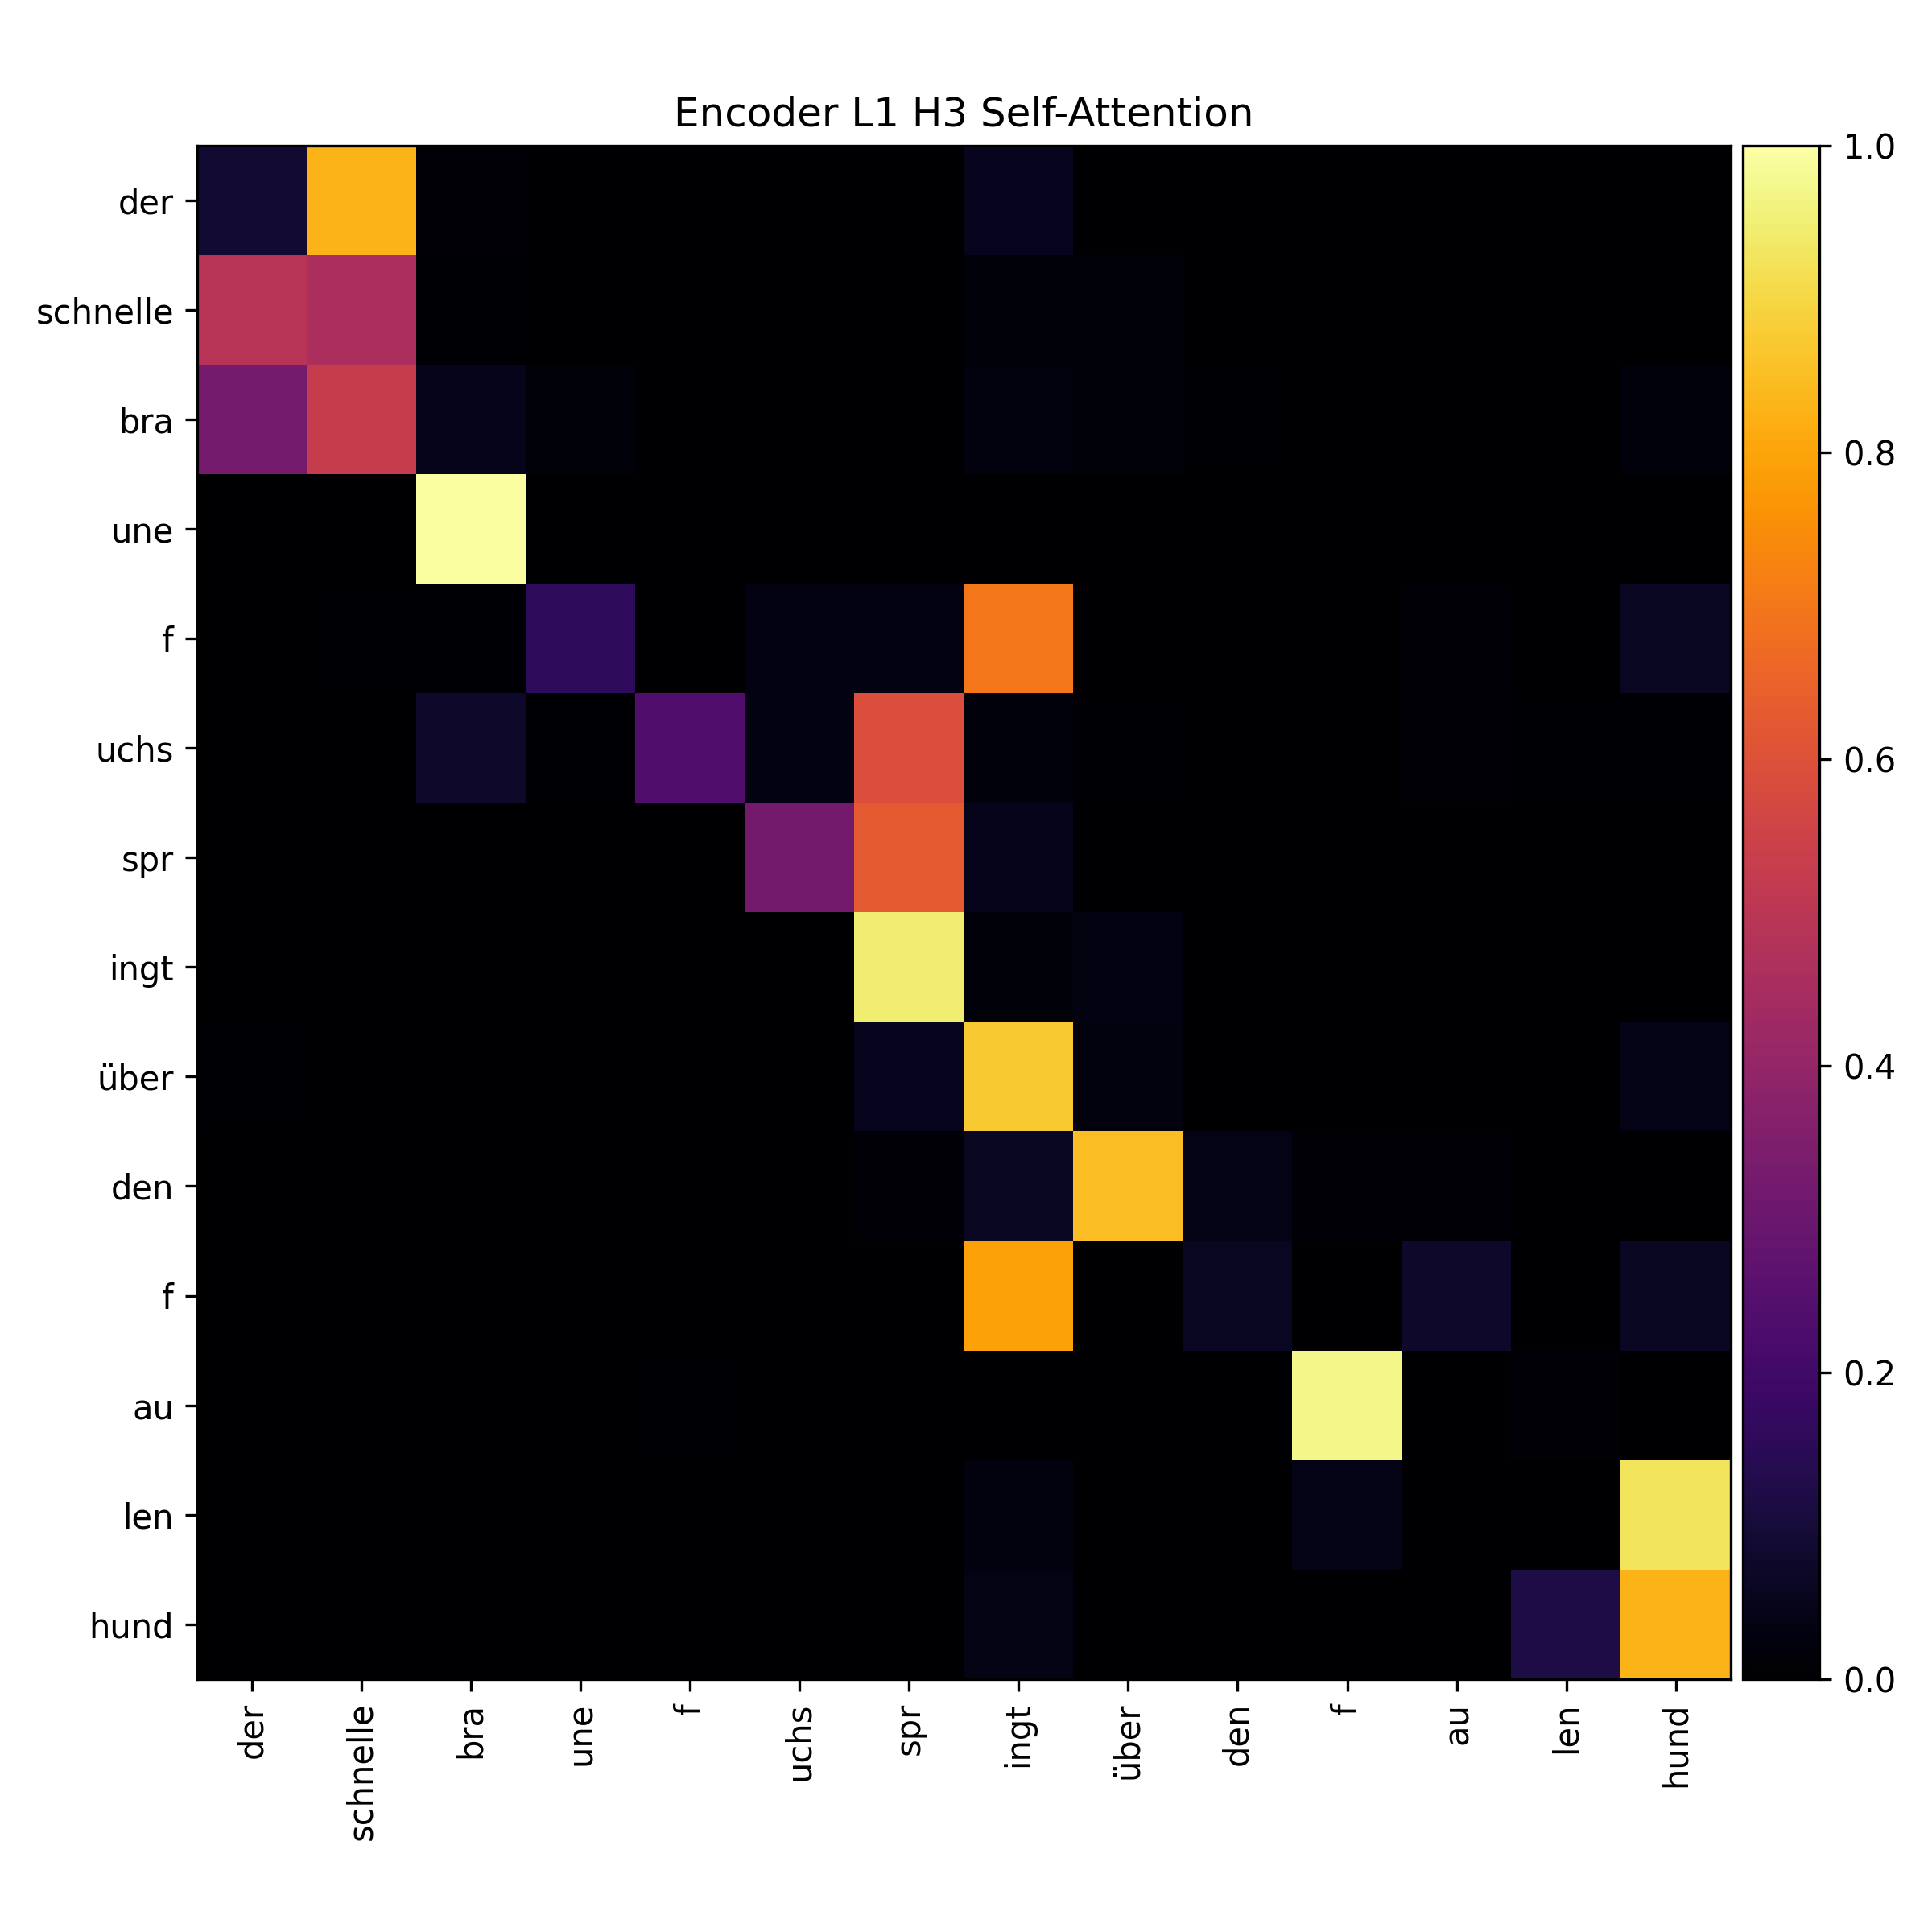 Encoder L1 H3 Self-Attention
der
schnelle
bra
une
f
uchs
spr
ingt
über
den
f
au
len
hund
1.0
0.8
0.6
0.4
0.2
0.0
der
schnelle
bra
une
f
uchs
spr
ingt
über
den
f
au
len
hund